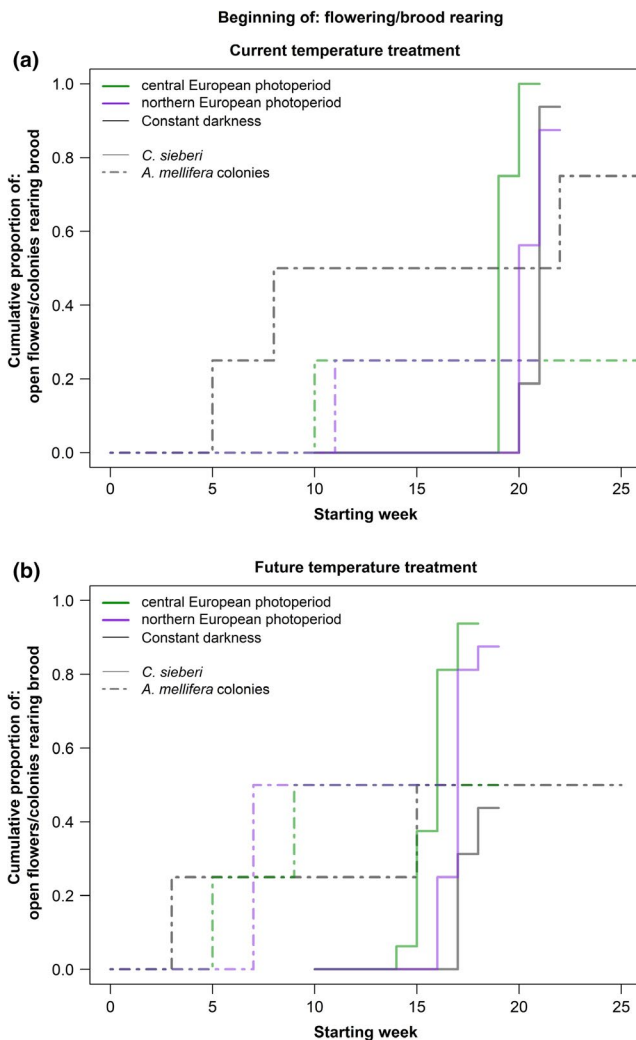 Beginning of: flowering/brood rearing
(a)
Current temperature treatment
central European photoperiod
northern European photoperiod
Constant darkness
C. sieberi
A. mellifera colonies
Cumulative proportion of:
open flowers/colonies rearing brood
1.0
0.8
0.6
0.4
0.2
0.0
0 5 10 15 20 25
Starting week
(b)
Future temperature treatment
central European photoperiod
northern European photoperiod
Constant darkness
C. sieberi
A. mellifera colonies
Cumulative proportion of:
open flowers/colonies rearing brood
1.0
0.8
0.6
0.4
0.2
0.0
0 5 10 15 20 25
Starting week